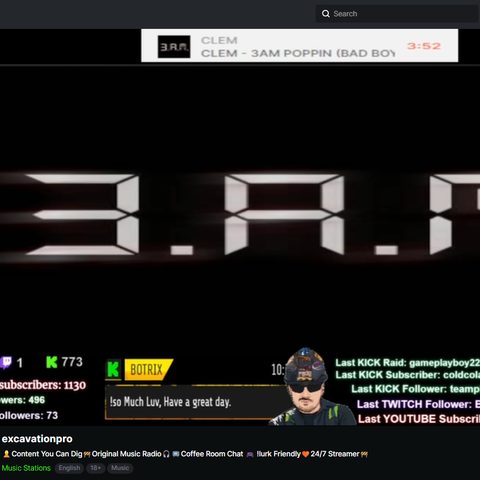 Search
3.A.M.
CLEM
CLEM - 3AM POPPIN (BAD BOY
3:52
3.A.
1
K 773
subscribers: 1130
wers: 496
ollowers: 73
K BOTRIX 10:
!so Much Luv, Have a great day.
Last KICK Raid: gameplayboy22
Last KICK Subscriber: coldcola
Last KICK Follower: teamp
Last TWITCH Follower:
Last YOUTUBE Subscri
excavationpro
Content You Can Dig Original Music Radio Coffee Room Chat !lurk Friendly 24/7 Streamer
Music Stations English 18+ Music